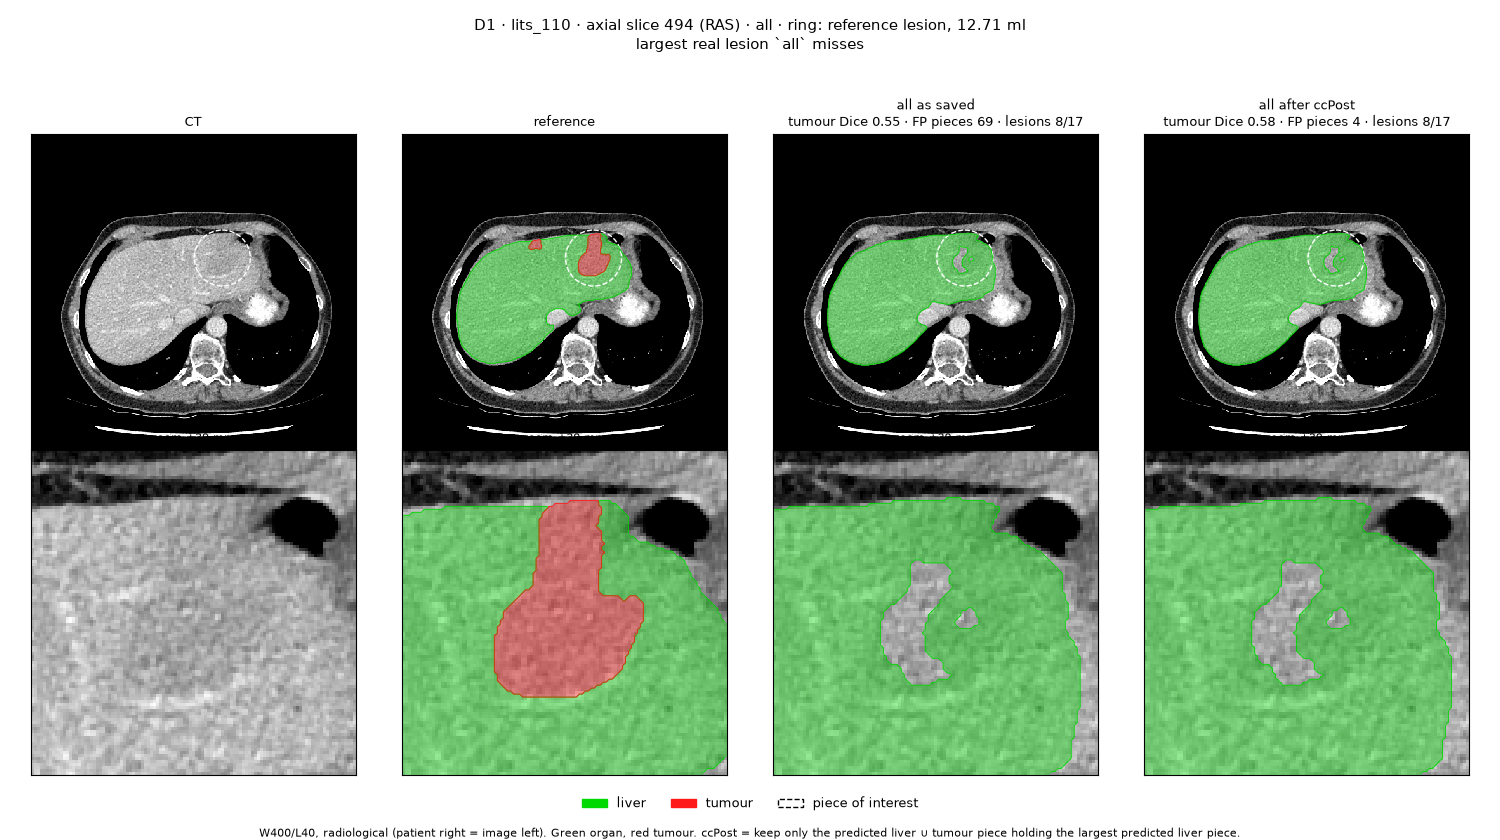 D1 · lits_110 · axial slice 494 (RAS) · all · ring: reference lesion, 12.71 ml
largest real lesion `all` misses
CT
reference
all as saved
tumour Dice 0.55 · FP pieces 69 · lesions 8/17
all after ccPost
tumour Dice 0.58 · FP pieces 4 · lesions 8/17
liver
tumour
piece of interest
W400/L40, radiological (patient right = image left). Green organ, red tumour. ccPost = keep only the predicted liver ∪ tumour piece holding the largest predicted liver piece.